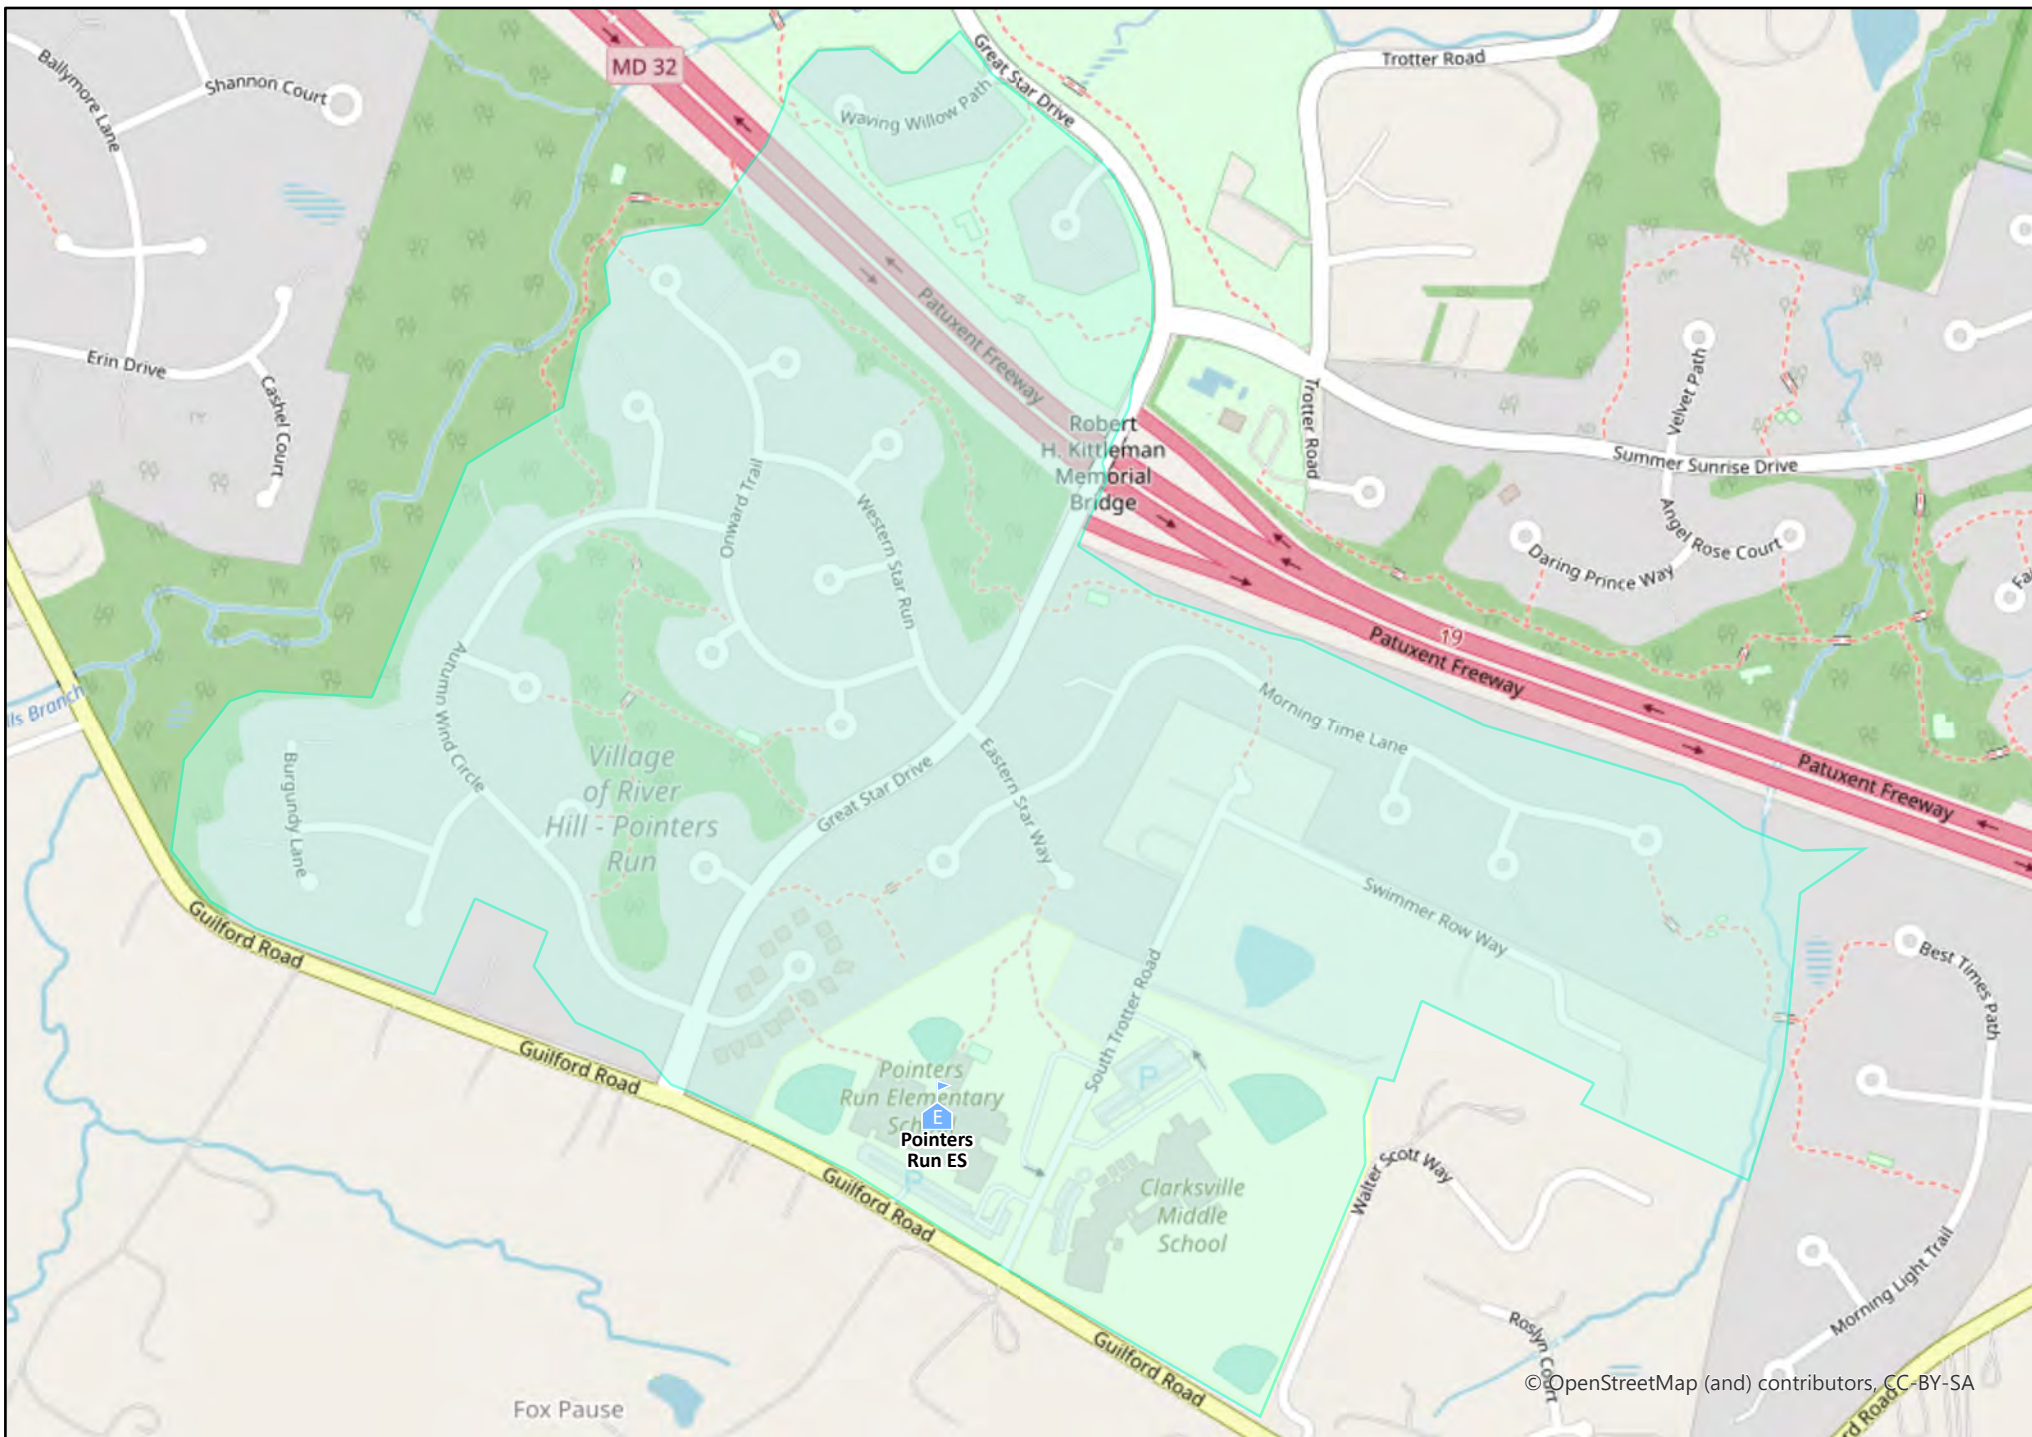 MD 32
Great Star Drive
Trotter Road
Ballymore Lane
Shannon Court
Waving Willow Path
Patuxent Freeway
Erin Drive
Cashel Court
Robert
H. Kittleman
Memorial
Bridge
Trotter Road
Velvet Path
Summer Sunrise Drive
Angel Rose Court
Daring Prince Way
Onward Trail
Western Star Run
19
Patuxent Freeway
Autumn Wind Circle
Morning Time Lane
Patuxent Freeway
lls Branch
Burgundy Lane
Village
of River
Hill - Pointers
Run
Great Star Drive
Eastern Star Way
Swimmer Row Way
Guilford Road
South Trotter Road
Best Times Path
Guilford Road
Pointers
Run Elementary
E
Pointers
Run ES
P
P
Guilford Road
Clarksville
Middle
School
Walter Scott Way
Morning Light Trail
Roslyn Court
Guilford Road
Fox Pause
© OpenStreetMap (and) contributors, CC-BY-SA
rd Road